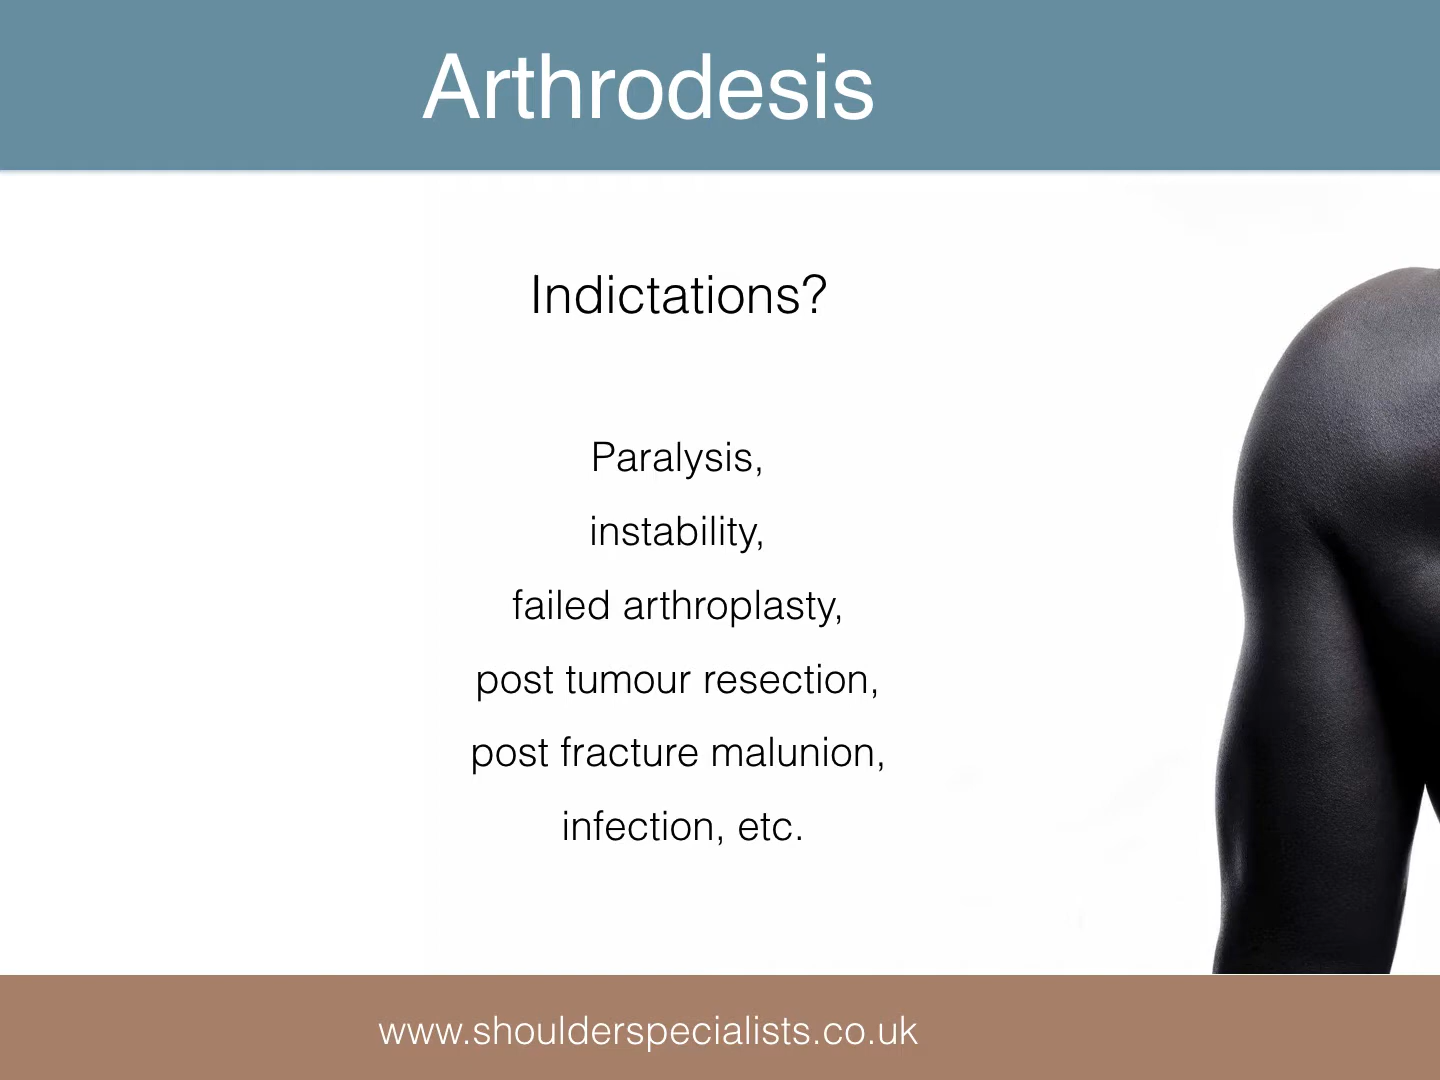 Arthrodesis
Indictations?
Paralysis,
instability,
failed arthroplasty,
post tumour resection,
post fracture malunion,
infection, etc.
www.shoulderspecialists.co.uk